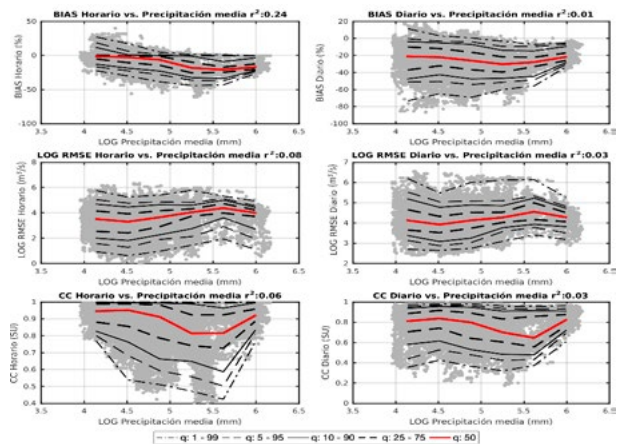 BIAS Horario vs. Precipitación media r²:0.24
BIAS Horario (%)
50
0
-50
-100
3.5 4 4.5 5 5.5 6 6.5
LOG Precipitación media (mm)
BIAS Diario vs. Precipitación media r²:0.01
BIAS Diario (%)
20
0
-20
-40
-60
-80
-100
3.5 4 4.5 5 5.5 6 6.5
LOG Precipitación media (mm)
LOG RMSE Horario vs. Precipitación media r²:0.08
LOG RMSE Horario (m³/s)
8
6
4
2
0
3.5 4 4.5 5 5.5 6 6.5
LOG Precipitación media (mm)
LOG RMSE Diario vs. Precipitación media r²:0.03
LOG RMSE Diario (m³/s)
7
6
5
4
3
2
3.5 4 4.5 5 5.5 6 6.5
LOG Precipitación media (mm)
CC Horario vs. Precipitación media r²:0.06
CC Horario (SU)
1
0.9
0.8
0.7
0.6
0.5
0.4
3.5 4 4.5 5 5.5 6 6.5
LOG Precipitación media (mm)
CC Diario vs. Precipitación media r²:0.03
CC Diario (SU)
1
0.8
0.6
0.4
0.2
0
3.5 4 4.5 5 5.5 6 6.5
LOG Precipitación media (mm)
q: 1 - 99 q: 5 - 95 q: 10 - 90 q: 25 - 75 q: 50